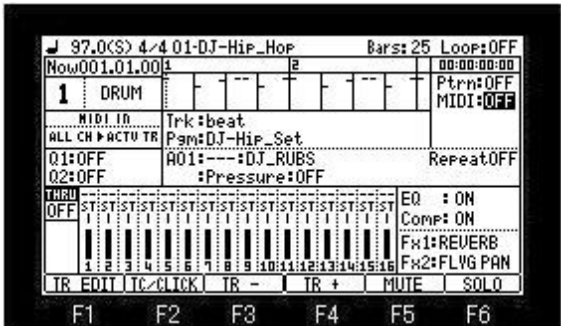 ♩ 97.0(S) 4/4 01-DJ-Hip_Hop Bars: 25 Loop:OFF
Now001.01.00 1 2 00:00:00:00
1 DRUM Ptrn:OFF
MIDI:OFF
MIDI IN Trk:beat
ALL CH▶ACTV TR Pgm:DJ-Hip_Set
Q1:OFF A01:---:DJ_RUBS RepeatOFF
Q2:OFF :Pressure:OFF
THRU ST ST ST ST ST ST ST ST ST ST ST ST ST ST ST ST EQ : ON
OFF Comp: ON
Fx1:REVERB
1 2 3 4 5 6 7 8 9 10 11 12 13 14 15 16 Fx2:FLVG PAN
TR EDIT TC/CLICK TR - TR + MUTE SOLO
F1 F2 F3 F4 F5 F6